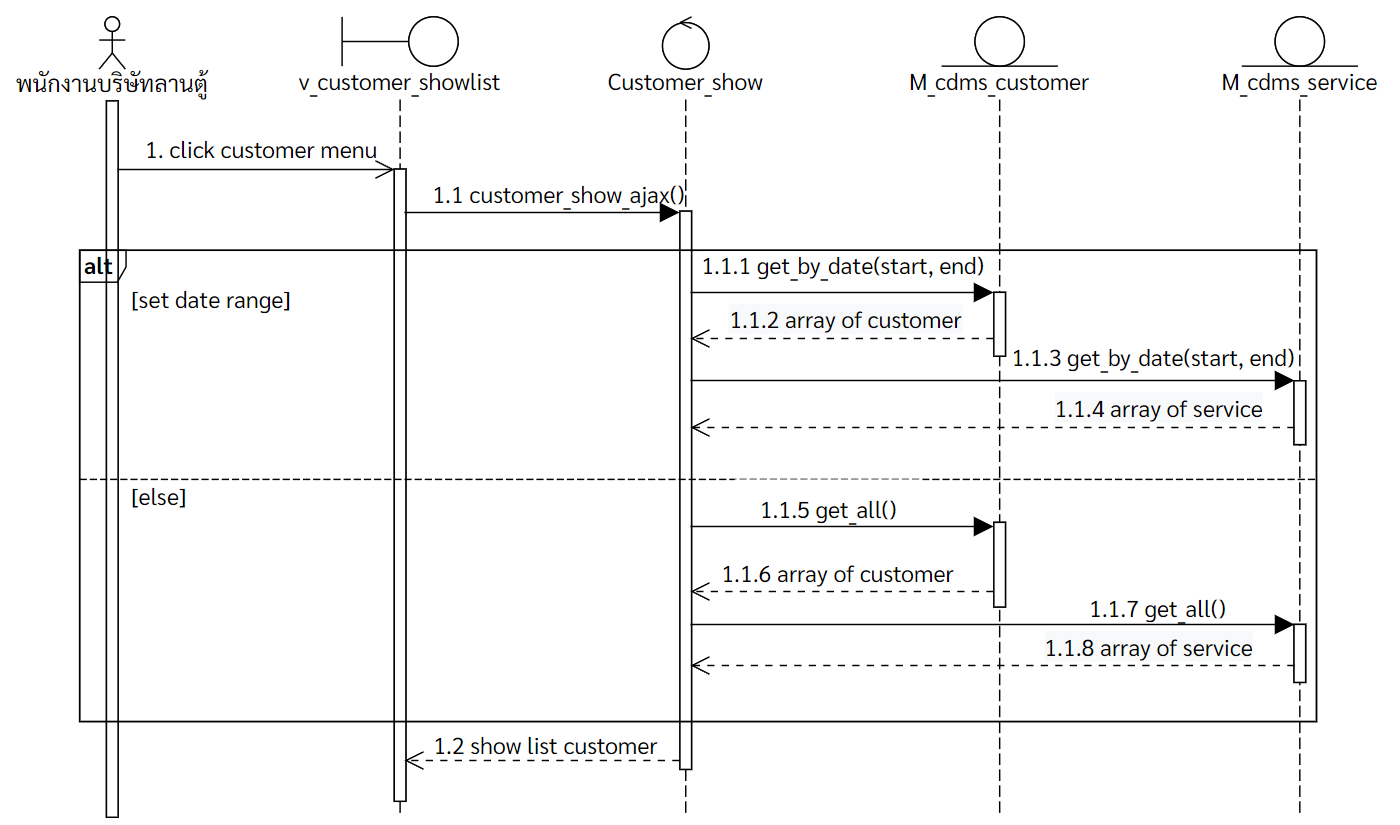 พนักงานบริษัทลานตู้
v_customer_showlist
Customer_show
M_cdms_customer
M_cdms_service
1. click customer menu
1.1 customer_show_ajax()
alt
1.1.1 get_by_date(start, end)
[set date range]
1.1.2 array of customer
1.1.3 get_by_date(start, end)
1.1.4 array of service
[else]
1.1.5 get_all()
1.1.6 array of customer
1.1.7 get_all()
1.1.8 array of service
1.2 show list customer